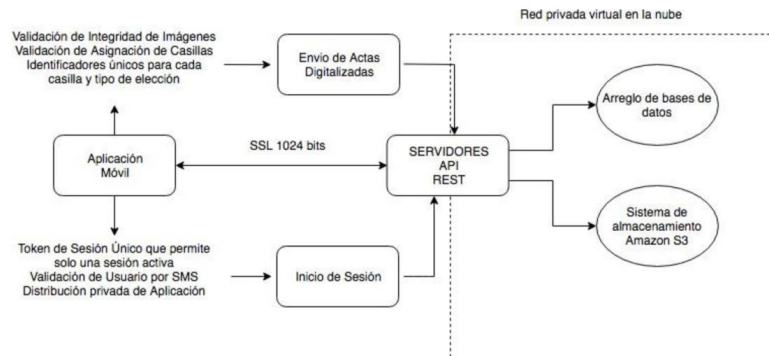 Red privada virtual en la nube
Validación de Integridad de Imágenes
Validación de Asignación de Casillas
Identificadores únicos para cada
casilla y tipo de elección
Envio de Actas
Digitalizadas
Arreglo de bases de
datos
Aplicación
Móvil
SSL 1024 bits
SERVIDORES
API
REST
Sistema de
almacenamiento
Amazon S3
Token de Sesión Único que permite
solo una sesión activa
Validación de Usuario por SMS
Distribución privada de Aplicación
Inicio de Sesión